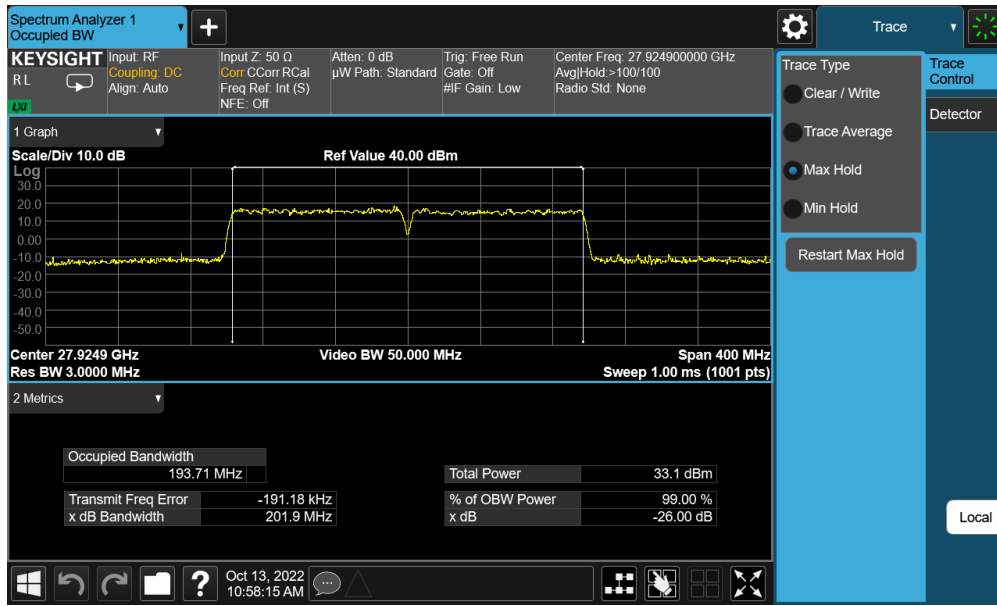 Spectrum Analyzer 1
Occupied BW
+
Trace
KEYSIGHT
R L
LXI
Input: RF
Coupling: DC
Align: Auto
Input Z: 50 Ω
Corr CCorr RCal
Freq Ref: Int (S)
NFE: Off
Atten: 0 dB
µW Path: Standard
Trig: Free Run
Gate: Off
#IF Gain: Low
Center Freq: 27.924900000 GHz
Avg|Hold:>100/100
Radio Std: None
Trace Type
Clear / Write
Trace Average
Max Hold
Min Hold
Restart Max Hold
Trace
Control
Detector
Local
1 Graph
Scale/Div 10.0 dB
Ref Value 40.00 dBm
Log
30.0
20.0
10.0
0.00
-10.0
-20.0
-30.0
-40.0
-50.0
Center 27.9249 GHz
Video BW 50.000 MHz
Span 400 MHz
Res BW 3.0000 MHz
Sweep 1.00 ms (1001 pts)
2 Metrics
Occupied Bandwidth
193.71 MHz
Total Power 33.1 dBm
Transmit Freq Error -191.18 kHz
% of OBW Power 99.00 %
x dB Bandwidth 201.9 MHz
x dB -26.00 dB
?
Oct 13, 2022
10:58:15 AM